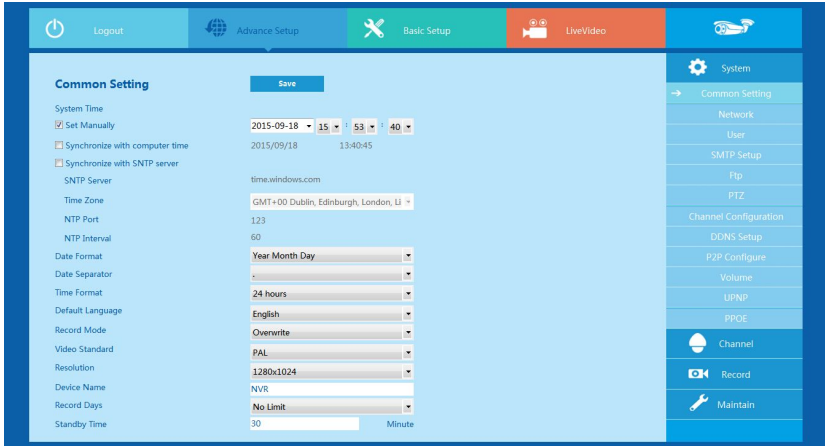 Logout
Advance Setup
Basic Setup
LiveVideo
Common Setting
Save
System Time
Set Manually 2015-09-18 15 : 53 : 40
Synchronize with computer time 2015/09/18 13:40:45
Synchronize with SNTP server
SNTP Server time.windows.com
Time Zone GMT+00 Dublin, Edinburgh, London, Li
NTP Port 123
NTP Interval 60
Date Format Year Month Day
Date Separator .
Time Format 24 hours
Default Language English
Record Mode Overwrite
Video Standard PAL
Resolution 1280x1024
Device Name NVR
Record Days No Limit
Standby Time 30 Minute
System
Common Setting
Network
User
SMTP Setup
Ftp
PTZ
Channel Configuration
DDNS Setup
P2P Configure
Volume
UPNP
PPOE
Channel
Record
Maintain